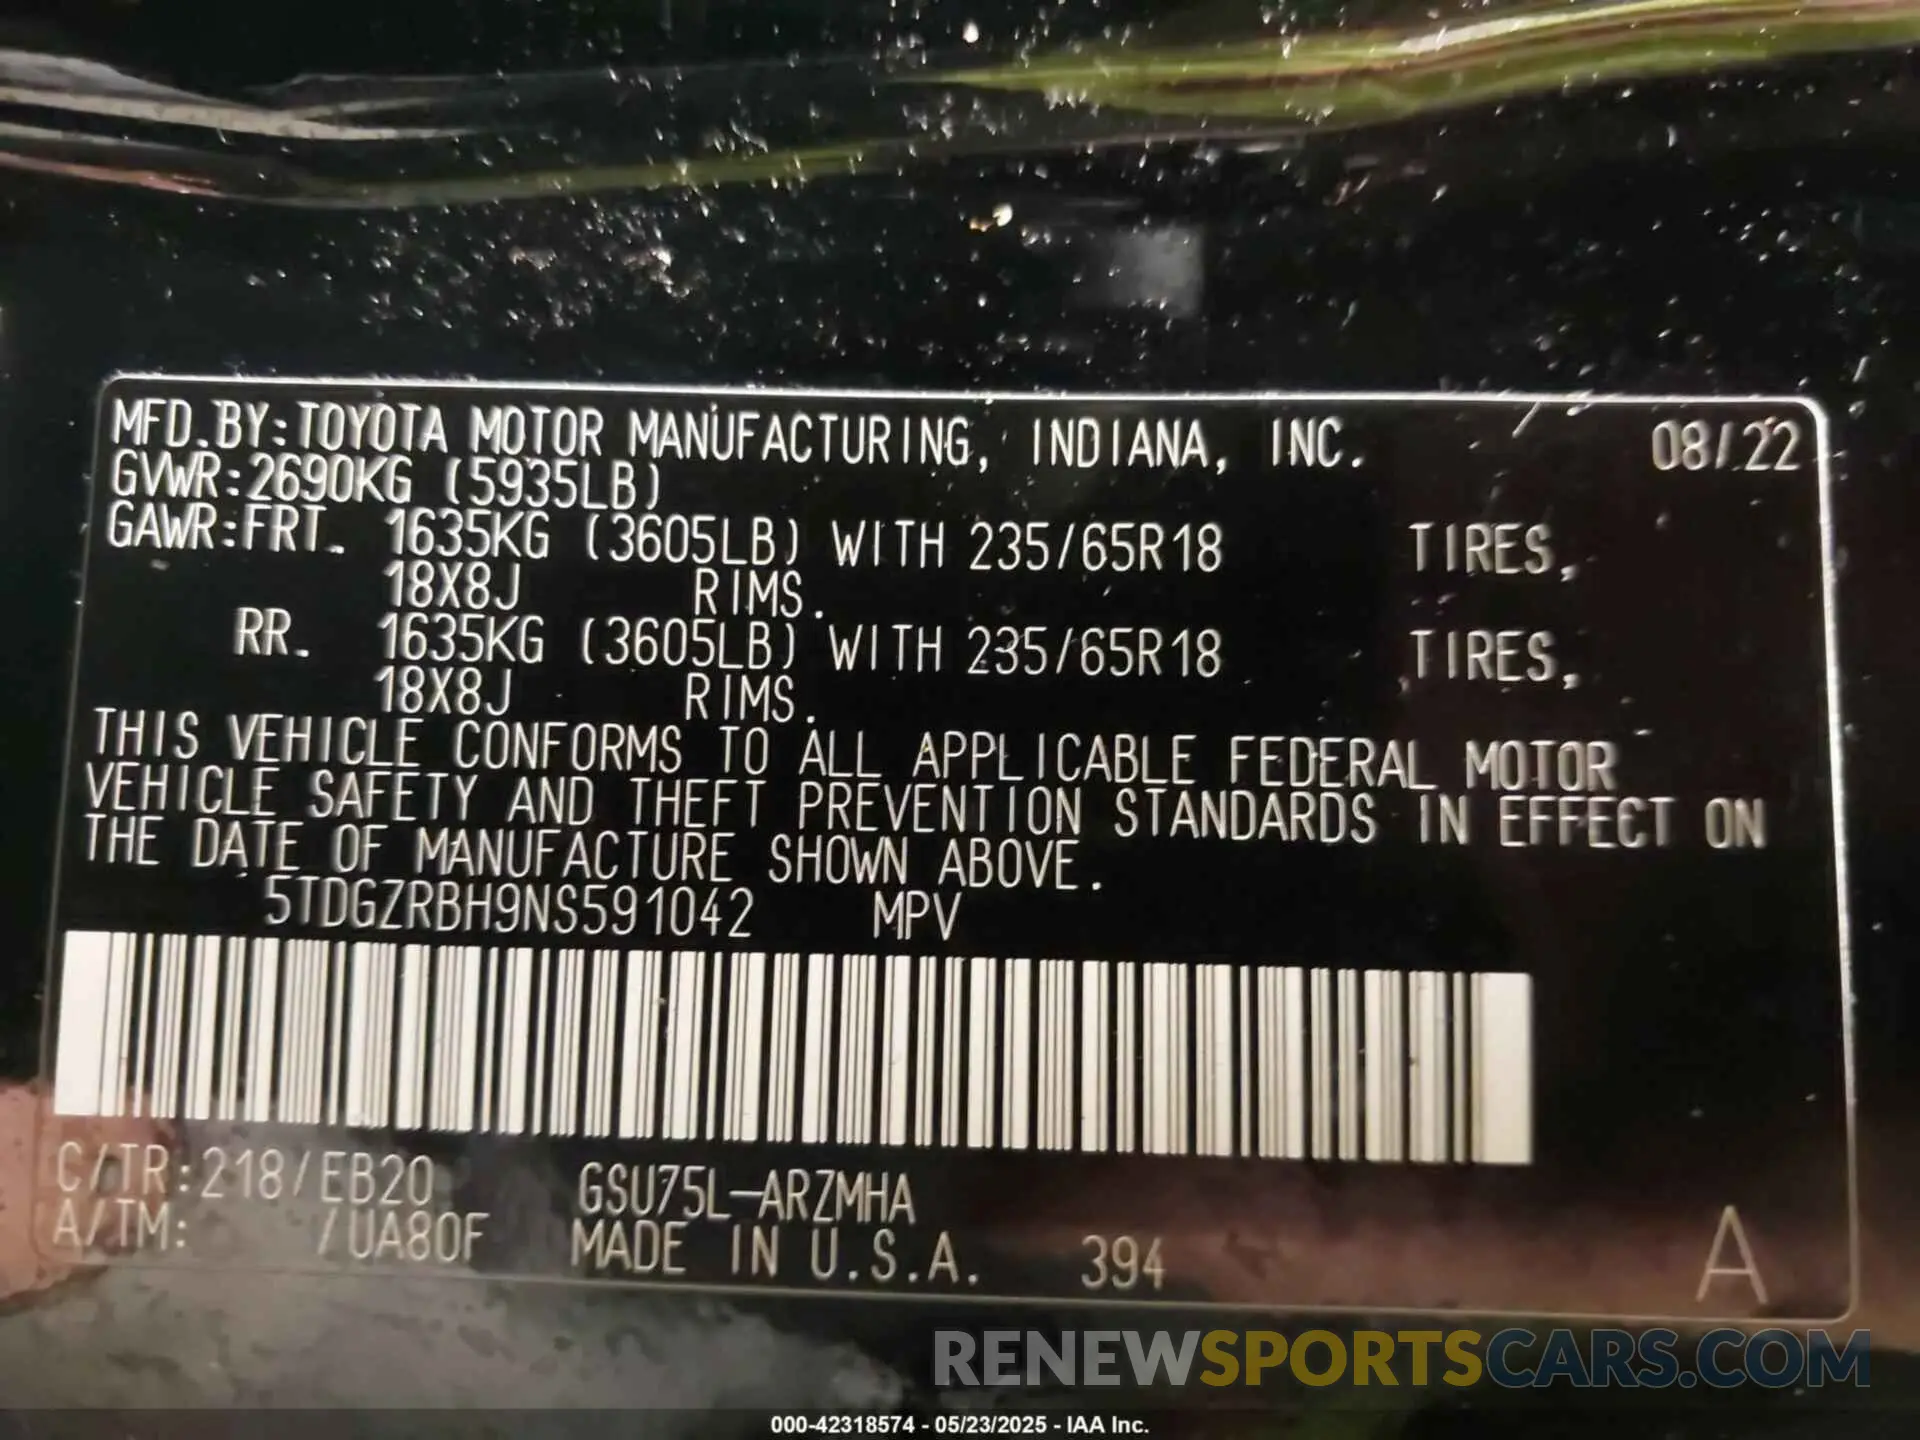 MFD.BY:TOYOTA MOTOR MANUFACTURING, INDIANA, INC. 08/22
GVWR:2690KG (5935LB)
GAWR:FRT. 1635KG (3605LB) WITH 235/65R18 TIRES,
18X8J RIMS.
RR. 1635KG (3605LB) WITH 235/65R18 TIRES,
18X8J RIMS.
THIS VEHICLE CONFORMS TO ALL APPLICABLE FEDERAL MOTOR
VEHICLE SAFETY AND THEFT PREVENTION STANDARDS IN EFFECT ON
THE DATE OF MANUFACTURE SHOWN ABOVE.
5TDGZRBH9NS591042 MPV
C/TR:218/EB20 GSU75L-ARZMHA
A/TM: /UA80F MADE IN U.S.A. 394 A
RENEWSPORTSCARS.COM
000-42318574 - 05/23/2025 - IAA Inc.